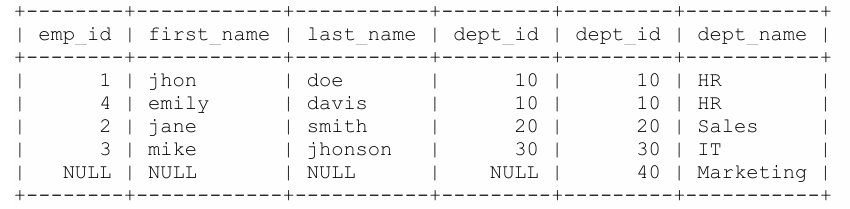 +--------+------------+-----------+---------+---------+-----------+
| emp_id | first_name | last_name | dept_id | dept_id | dept_name |
+--------+------------+-----------+---------+---------+-----------+
|      1 | jhon       | doe       |      10 |      10 | HR        |
|      4 | emily      | davis     |      10 |      10 | HR        |
|      2 | jane       | smith     |      20 |      20 | Sales     |
|      3 | mike       | jhonson   |      30 |      30 | IT        |
|   NULL | NULL       | NULL      |    NULL |      40 | Marketing |
+--------+------------+-----------+---------+---------+-----------+